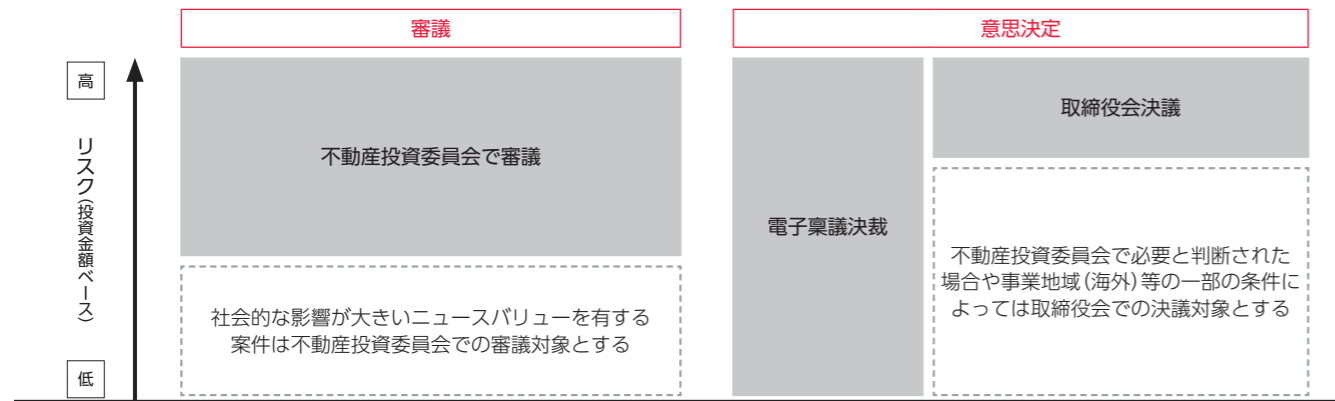 審議
意思決定
高
リスク(投資金額ベース)
低
不動産投資委員会で審議
社会的な影響が大きいニュースバリューを有する
案件は不動産投資委員会での審議対象とする
電子稟議決裁
取締役会決議
不動産投資委員会で必要と判断された
場合や事業地域(海外)等の一部の条件に
よっては取締役会での決議対象とする